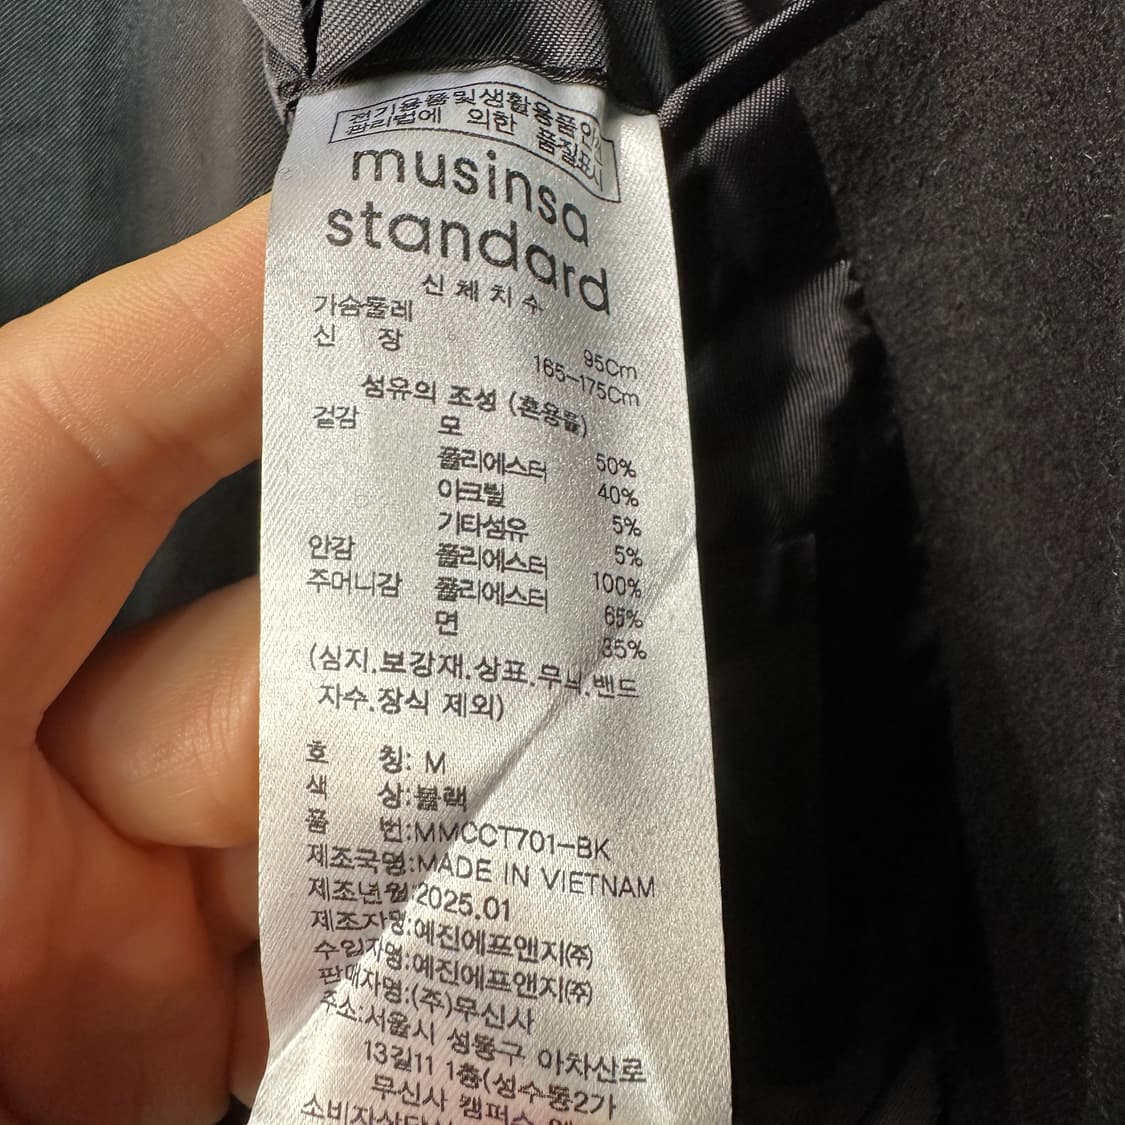 전기용품및생활용품안전
관리법에 의한 품질표시
musinsa
standard
신체치수
가슴둘레 95Cm
신 장 165-175Cm
섬유의 조성 (혼용률)
겉감 모 50%
폴리에스터 40%
아크릴 5%
기타섬유 5%
안감 폴리에스터 100%
주머니감 폴리에스터 65%
면 35%
(심지.보강재.상표.무늬.밴드
자수.장식 제외)
호 칭: M
색 상:블랙
품 번:MMCCT701-BK
제조국명:MADE IN VIETNAM
제조년월:2025.01
제조자명:예진에프앤지㈜
수입자명:예진에프앤지㈜
판매자명:(주)무신사
주소:서울시 성동구 아차산로
13길11 1층(성수동2가
무신사 캠퍼스